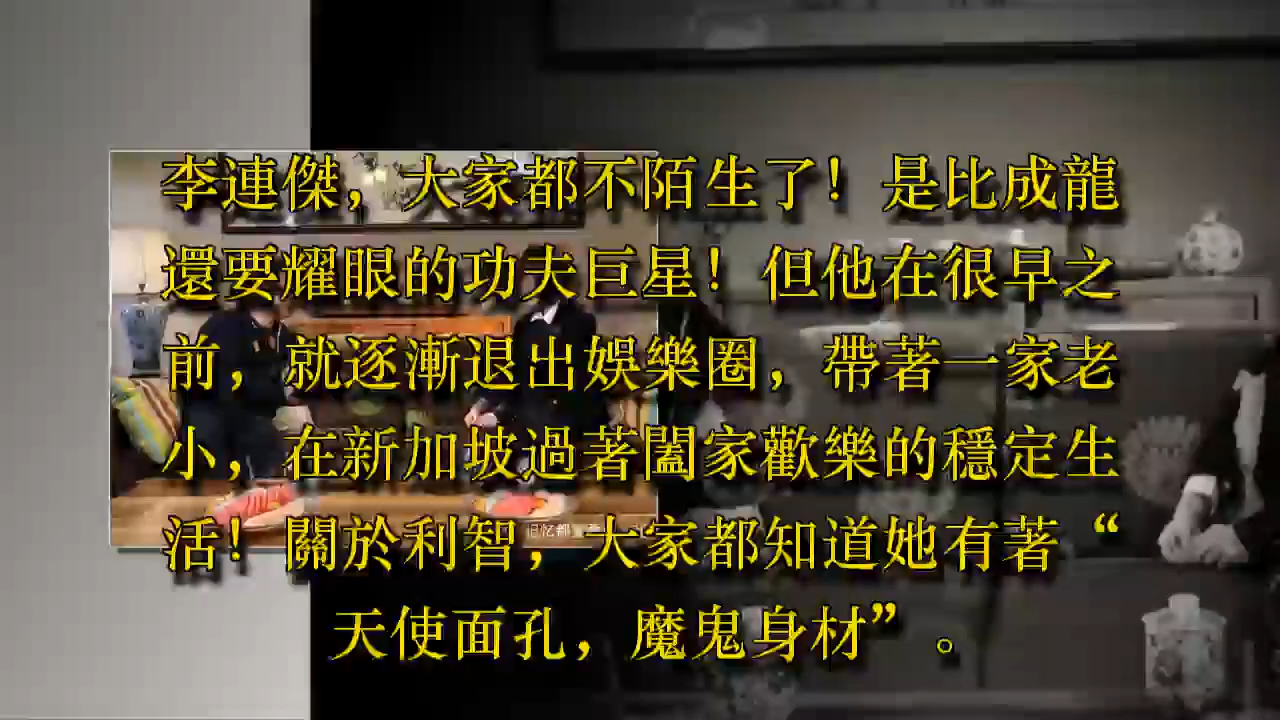 李連傑，大家都不陌生了！是比成龍
還要耀眼的功夫巨星！但他在很早之
前，就逐漸退出娛樂圈，帶著一家老
小，在新加坡過著闔家歡樂的穩定生
活！關於利智，大家都知道她有著“
天使面孔，魔鬼身材”。
记忆都